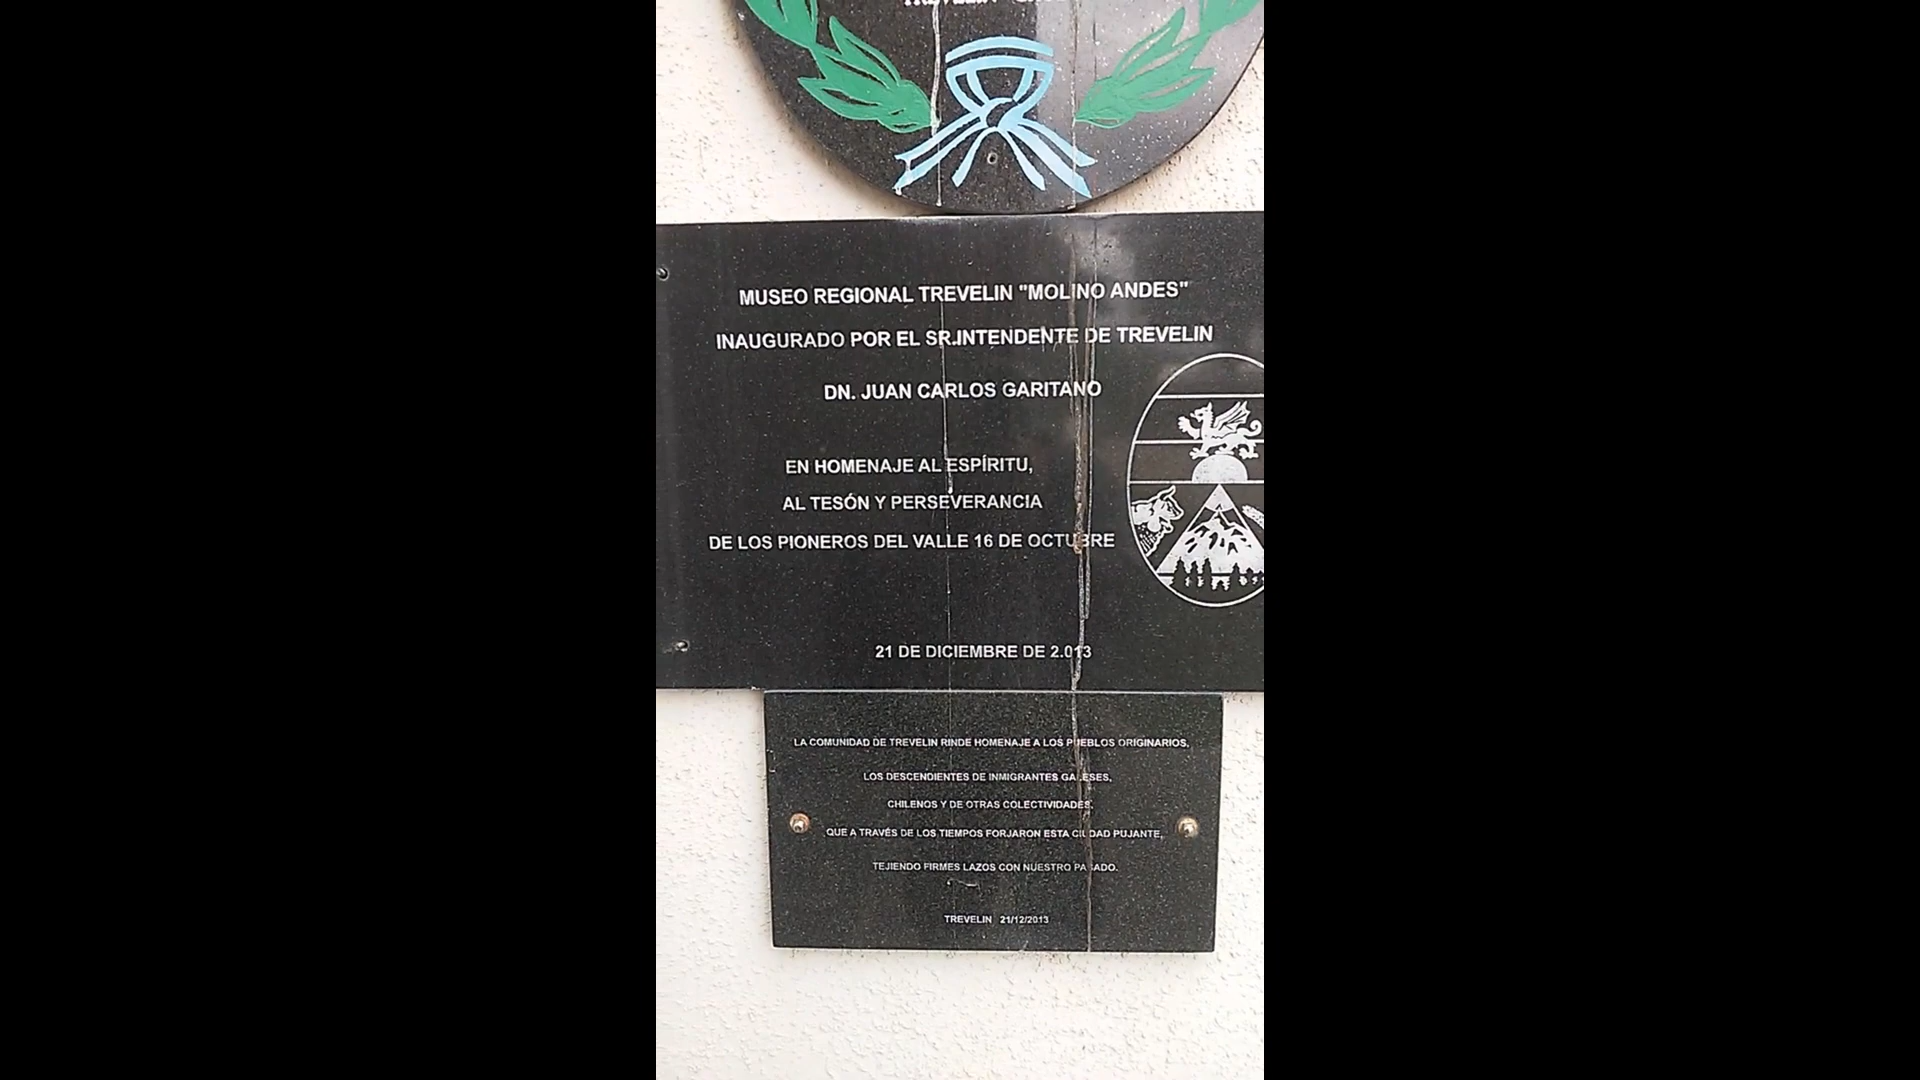 MUSEO REGIONAL TREVELIN "MOLINO ANDES"
INAUGURADO POR EL SR.INTENDENTE DE TREVELIN
DN. JUAN CARLOS GARITANO
EN HOMENAJE AL ESPÍRITU,
AL TESÓN Y PERSEVERANCIA
DE LOS PIONEROS DEL VALLE 16 DE OCTUBRE
21 DE DICIEMBRE DE 2.013
LA COMUNIDAD DE TREVELIN RINDE HOMENAJE A LOS PUEBLOS ORIGINARIOS,
LOS DESCENDIENTES DE INMIGRANTES GALESES,
CHILENOS Y DE OTRAS COLECTIVIDADES,
QUE A TRAVÉS DE LOS TIEMPOS FORJARON ESTA CIUDAD PUJANTE,
TEJIENDO FIRMES LAZOS CON NUESTRO PASADO.
TREVELIN 21/12/2013